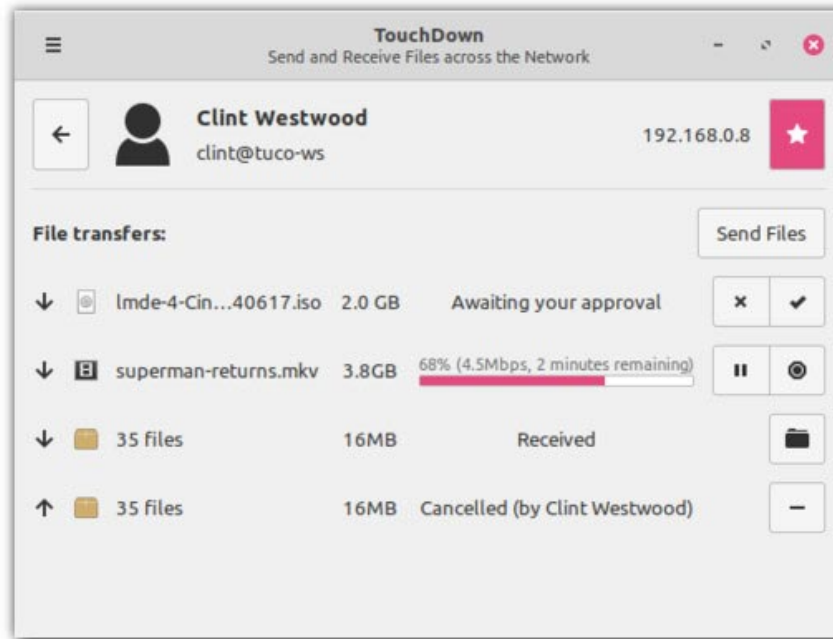 TouchDown
Send and Receive Files across the Network
Clint Westwood
clint@tuco-ws
192.168.0.8
File transfers:
Send Files
lmde-4-Cin...40617.iso 2.0 GB Awaiting your approval
superman-returns.mkv 3.8GB 68% (4.5Mbps, 2 minutes remaining)
35 files 16MB Received
35 files 16MB Cancelled (by Clint Westwood)